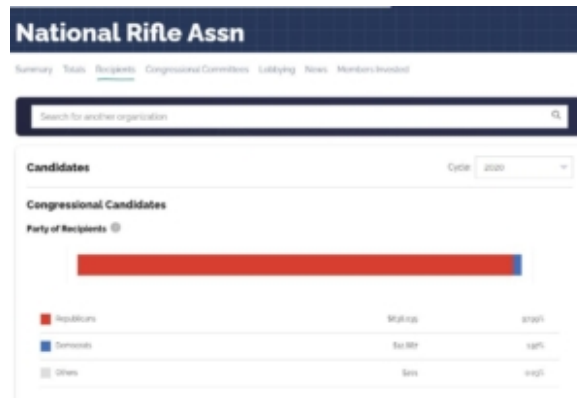 National Rifle Assn
Summary Totals Recipients Congressional Committees Lobbying News Members Invested
Search for another organization
Candidates
Cycle 2020
Congressional Candidates
Party of Recipients
Republicans
Democrats
Others